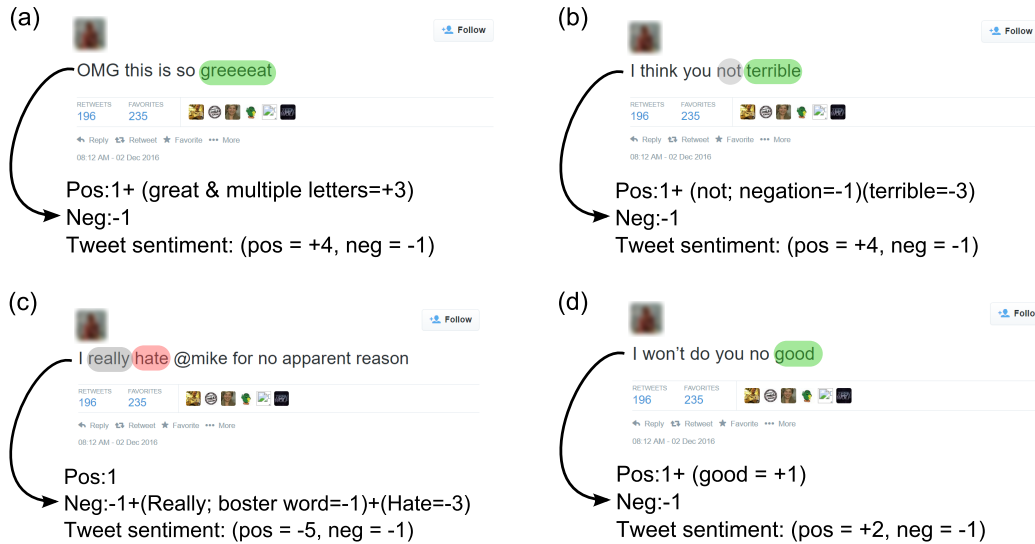 (a)
Follow
OMG this is so greeeeat
RETWEETS FAVORITES
196 235
Reply Retweet Favorite More
08:12 AM - 02 Dec 2016
Pos:1+ (great & multiple letters=+3)
Neg:-1
Tweet sentiment: (pos = +4, neg = -1)
(b)
Follow
I think you not terrible
RETWEETS FAVORITES
196 235
Reply Retweet Favorite More
08:12 AM - 02 Dec 2016
Pos:1+ (not; negation=-1)(terrible=-3)
Neg:-1
Tweet sentiment: (pos = +4, neg = -1)
(c)
Follow
I really hate @mike for no apparent reason
RETWEETS FAVORITES
196 235
Reply Retweet Favorite More
08:12 AM - 02 Dec 2016
Pos:1
Neg:-1+(Really; boster word=-1)+(Hate=-3)
Tweet sentiment: (pos = -5, neg = -1)
(d)
Follo
I won't do you no good
RETWEETS FAVORITES
196 235
Reply Retweet Favorite More
08:12 AM - 02 Dec 2016
Pos:1+ (good = +1)
Neg:-1
Tweet sentiment: (pos = +2, neg = -1)